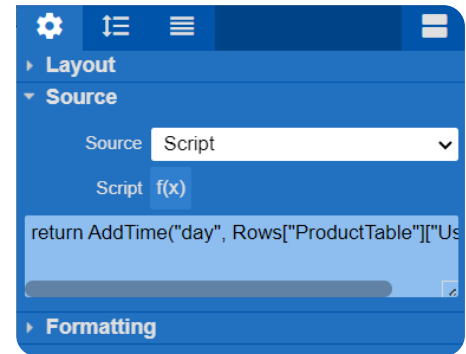 Layout
Source
Source Script
Script f(x)
return AddTime("day", Rows["ProductTable"]["Us
Formatting